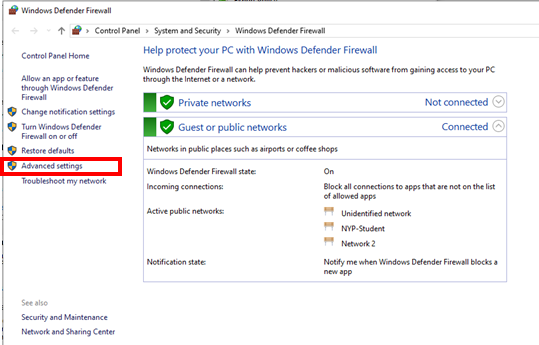 Windows Defender Firewall
Control Panel > System and Security > Windows Defender Firewall
Control Panel Home
Allow an app or feature
through Windows Defender
Firewall
Change notification settings
Turn Windows Defender
Firewall on or off
Restore defaults
Advanced settings
Troubleshoot my network
See also
Security and Maintenance
Network and Sharing Center
Help protect your PC with Windows Defender Firewall
Windows Defender Firewall can help prevent hackers or malicious software from gaining access to your PC
through the Internet or a network.
Private networks Not connected
Guest or public networks Connected
Networks in public places such as airports or coffee shops
Windows Defender Firewall state: On
Incoming connections: Block all connections to apps that are not on the list
of allowed apps
Active public networks: Unidentified network
NYP-Student
Network 2
Notification state: Notify me when Windows Defender Firewall blocks a
new app